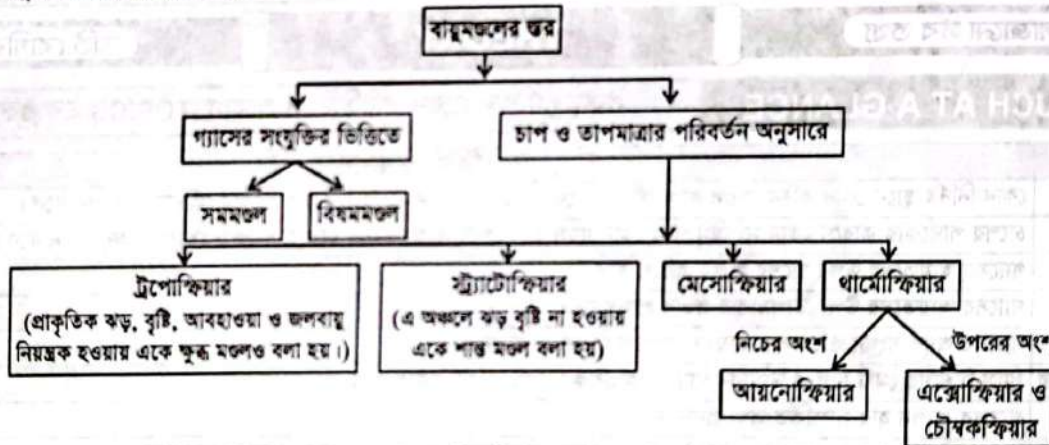 বায়ুমণ্ডলের স্তর
গ্যাসের সংযুক্তির ভিত্তিতে
চাপ ও তাপমাত্রার পরিবর্তন অনুসারে
সমমণ্ডল
বিষমমণ্ডল
ট্রপোস্ফিয়ার
(প্রাকৃতিক ঝড়, বৃষ্টি, আবহাওয়া ও জলবায়ু
নিয়ন্ত্রক হওয়ায় একে ক্ষুব্ধ মণ্ডলও বলা হয়।)
স্ট্র্যাটোস্ফিয়ার
(এ অঞ্চলে ঝড় বৃষ্টি না হওয়ায়
একে শান্ত মণ্ডল বলা হয়)
মেসোস্ফিয়ার
থার্মোস্ফিয়ার
নিচের অংশ
উপরের অংশ
আয়নোস্ফিয়ার
এক্সোস্ফিয়ার ও
চৌম্বকস্ফিয়ার